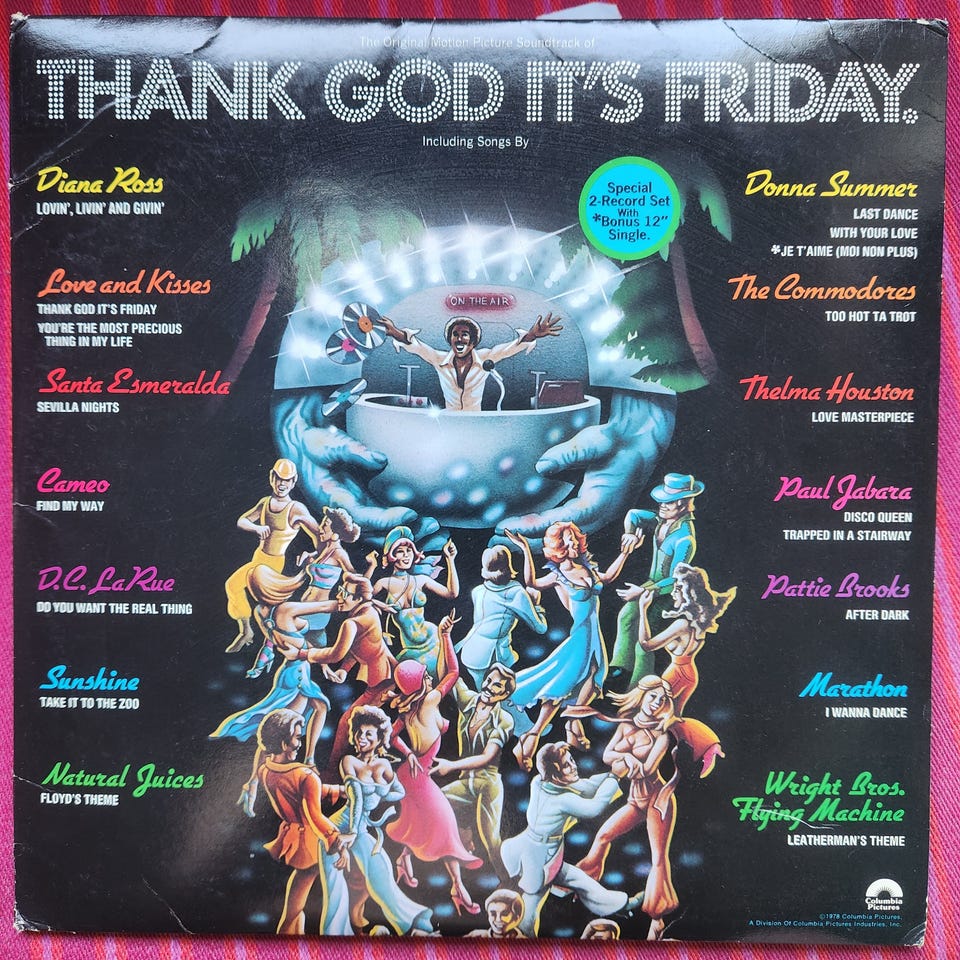 The Original Motion Picture Soundtrack of
THANK GOD IT'S FRIDAY.
Including Songs By
Diana Ross
LOVIN', LIVIN' AND GIVIN'
Love and Kisses
THANK GOD IT'S FRIDAY
YOU'RE THE MOST PRECIOUS
THING IN MY LIFE
Santa Esmeralda
SEVILLA NIGHTS
Cameo
FIND MY WAY
D.C. LaRue
DO YOU WANT THE REAL THING
Sunshine
TAKE IT TO THE ZOO
Natural Juices
FLOYD'S THEME
Special
2-Record Set
With
*Bonus 12"
Single.
ON THE AIR
Donna Summer
LAST DANCE
WITH YOUR LOVE
*JE T'AIME (MOI NON PLUS)
The Commodores
TOO HOT TA TROT
Thelma Houston
LOVE MASTERPIECE
Paul Jabara
DISCO QUEEN
TRAPPED IN A STAIRWAY
Pattie Brooks
AFTER DARK
Marathon
I WANNA DANCE
Wright Bros.
Flying Machine
LEATHERMAN'S THEME
Columbia
Pictures
©1978 Columbia Pictures.
A Division Of Columbia Pictures Industries, Inc.